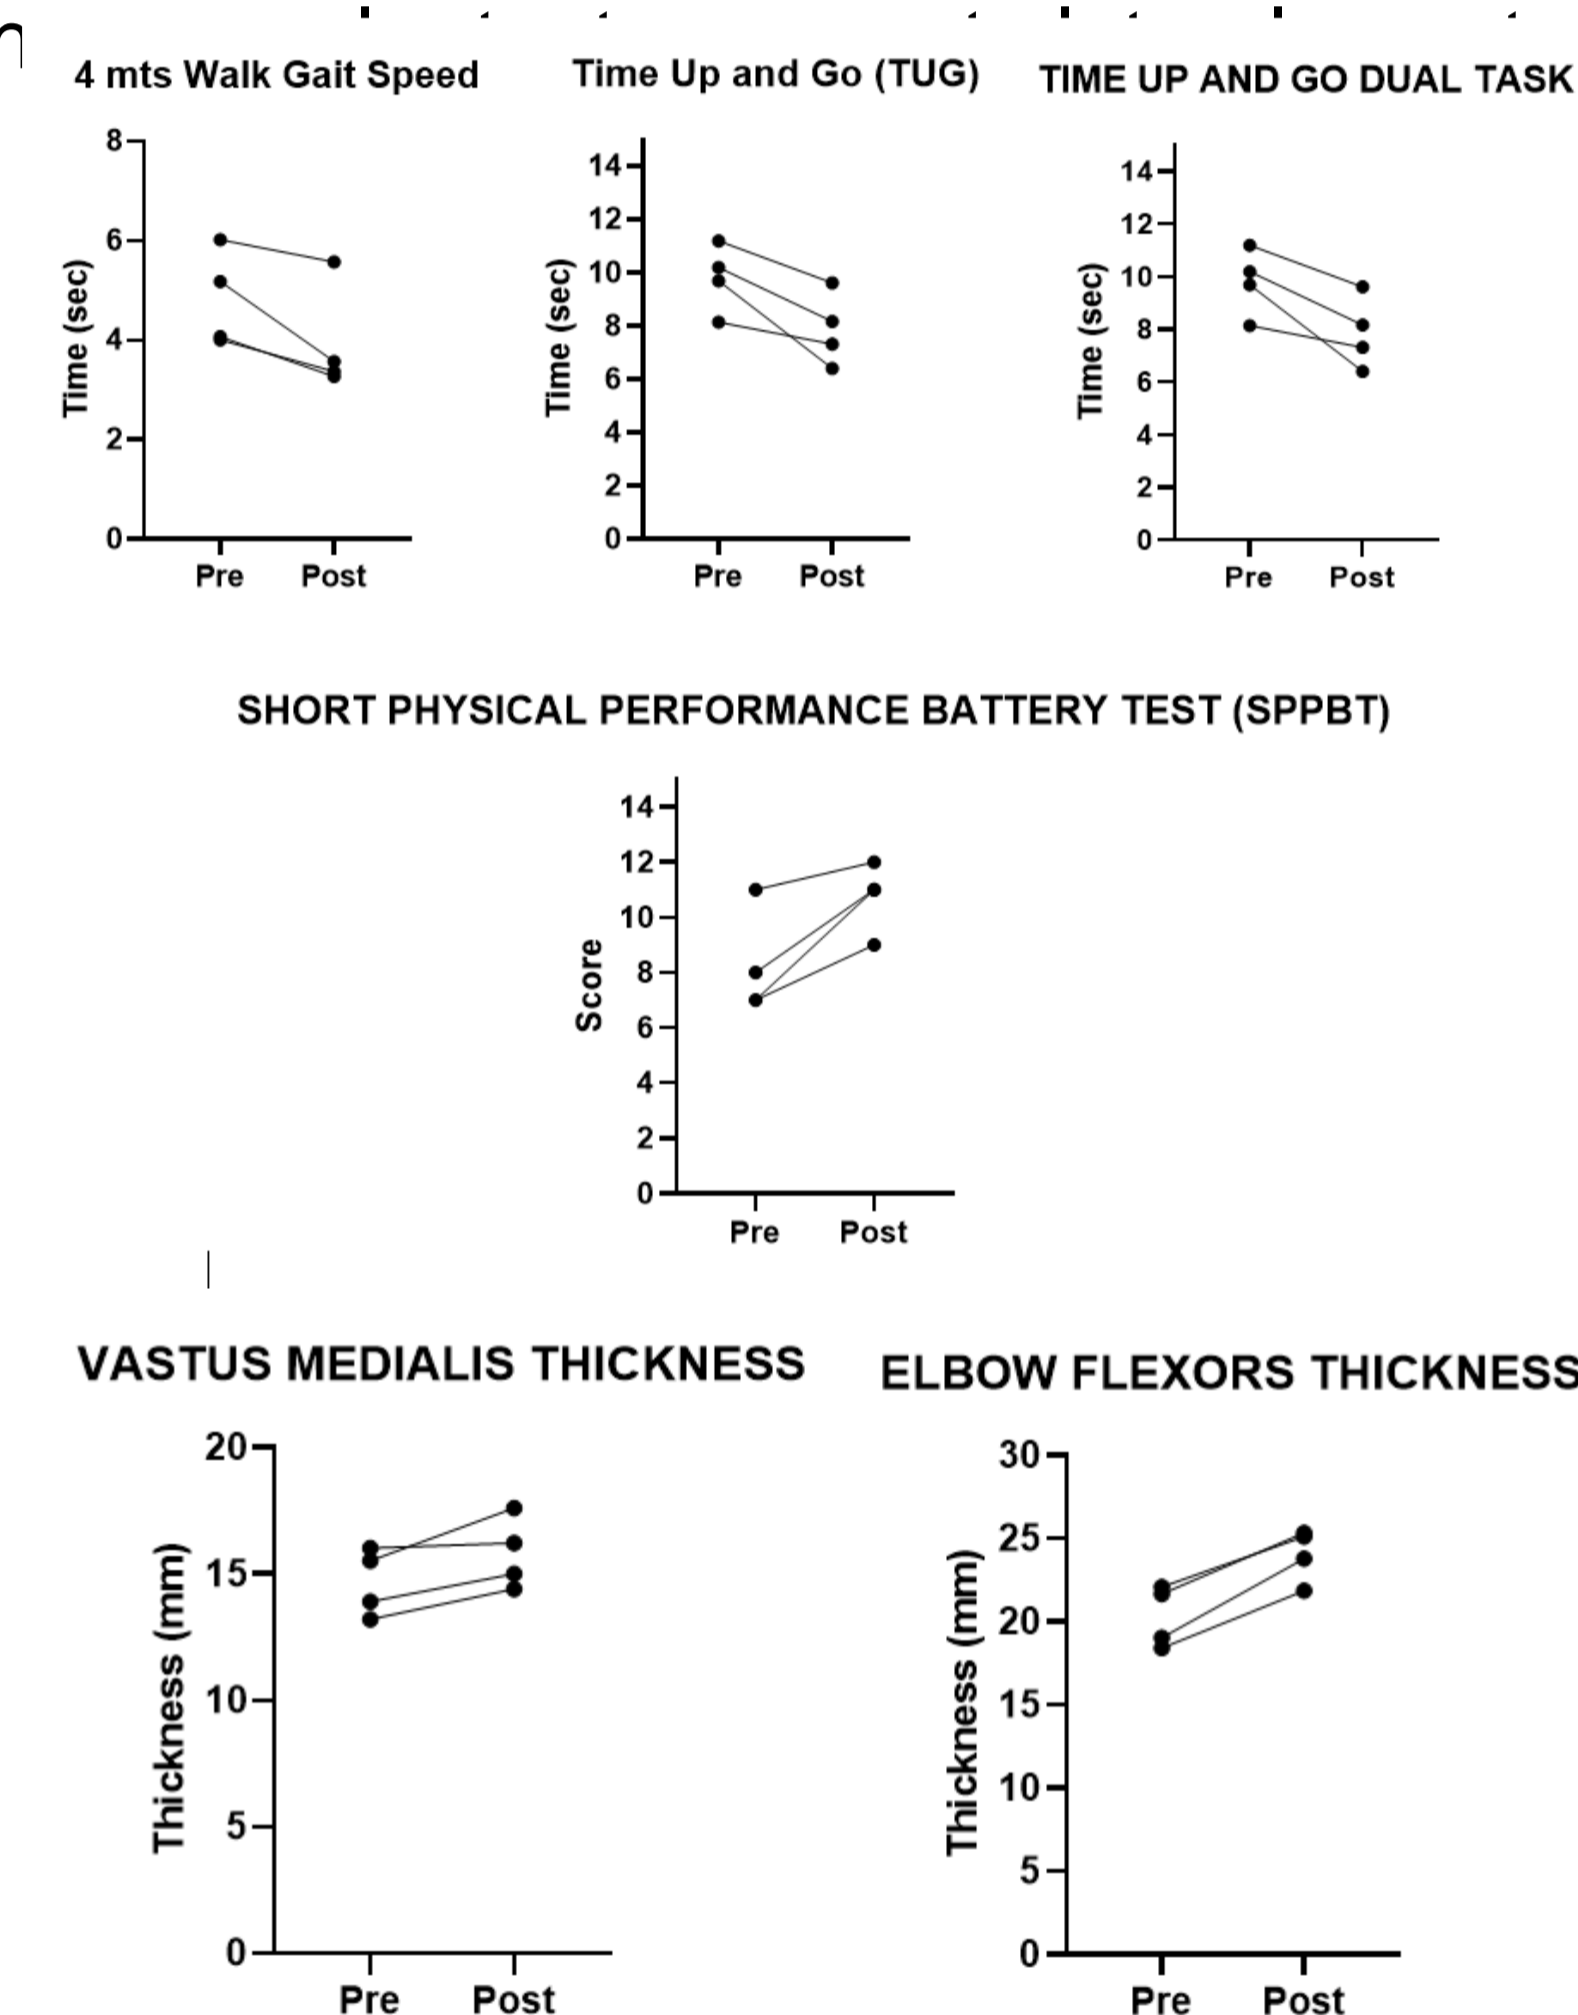 4 mts Walk Gait Speed
Time (sec)
8
6
4
2
0
Pre Post
Time Up and Go (TUG)
Time (sec)
14
12
10
8
6
4
2
0
Pre Post
TIME UP AND GO DUAL TASK
Time (sec)
14
12
10
8
6
4
2
0
Pre Post
SHORT PHYSICAL PERFORMANCE BATTERY TEST (SPPBT)
Score
14
12
10
8
6
4
2
0
Pre Post
VASTUS MEDIALIS THICKNESS
Thickness (mm)
20
15
10
5
0
Pre Post
ELBOW FLEXORS THICKNESS
Thickness (mm)
30
25
20
15
10
5
0
Pre Post